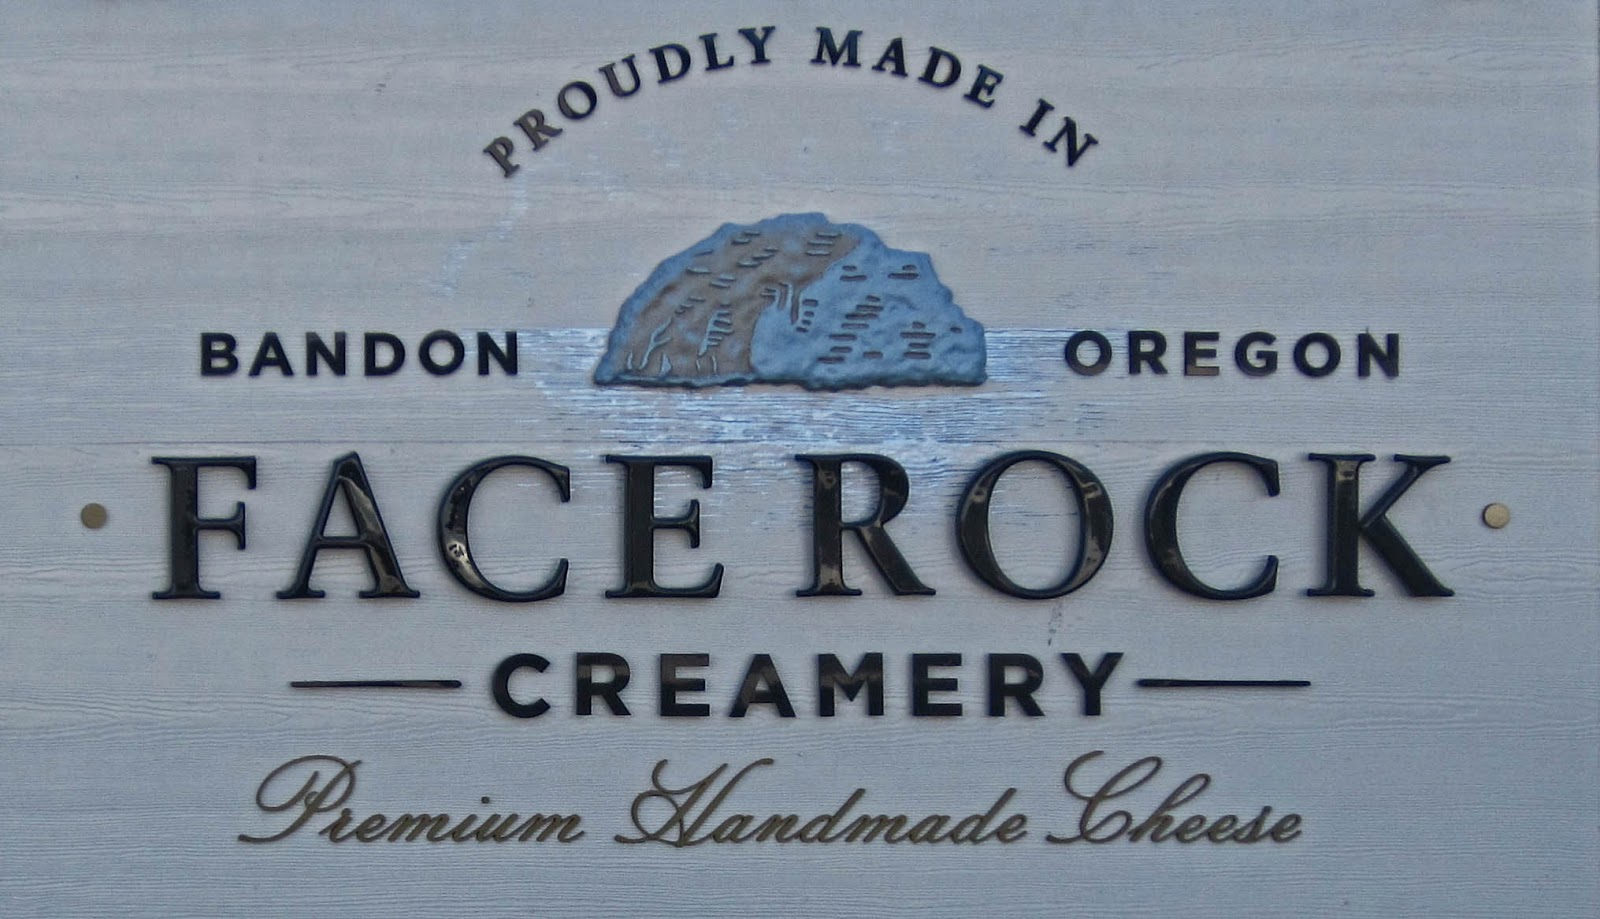 PROUDLY MADE IN
BANDON OREGON
FACE ROCK
CREAMERY
Premium Handmade Cheese